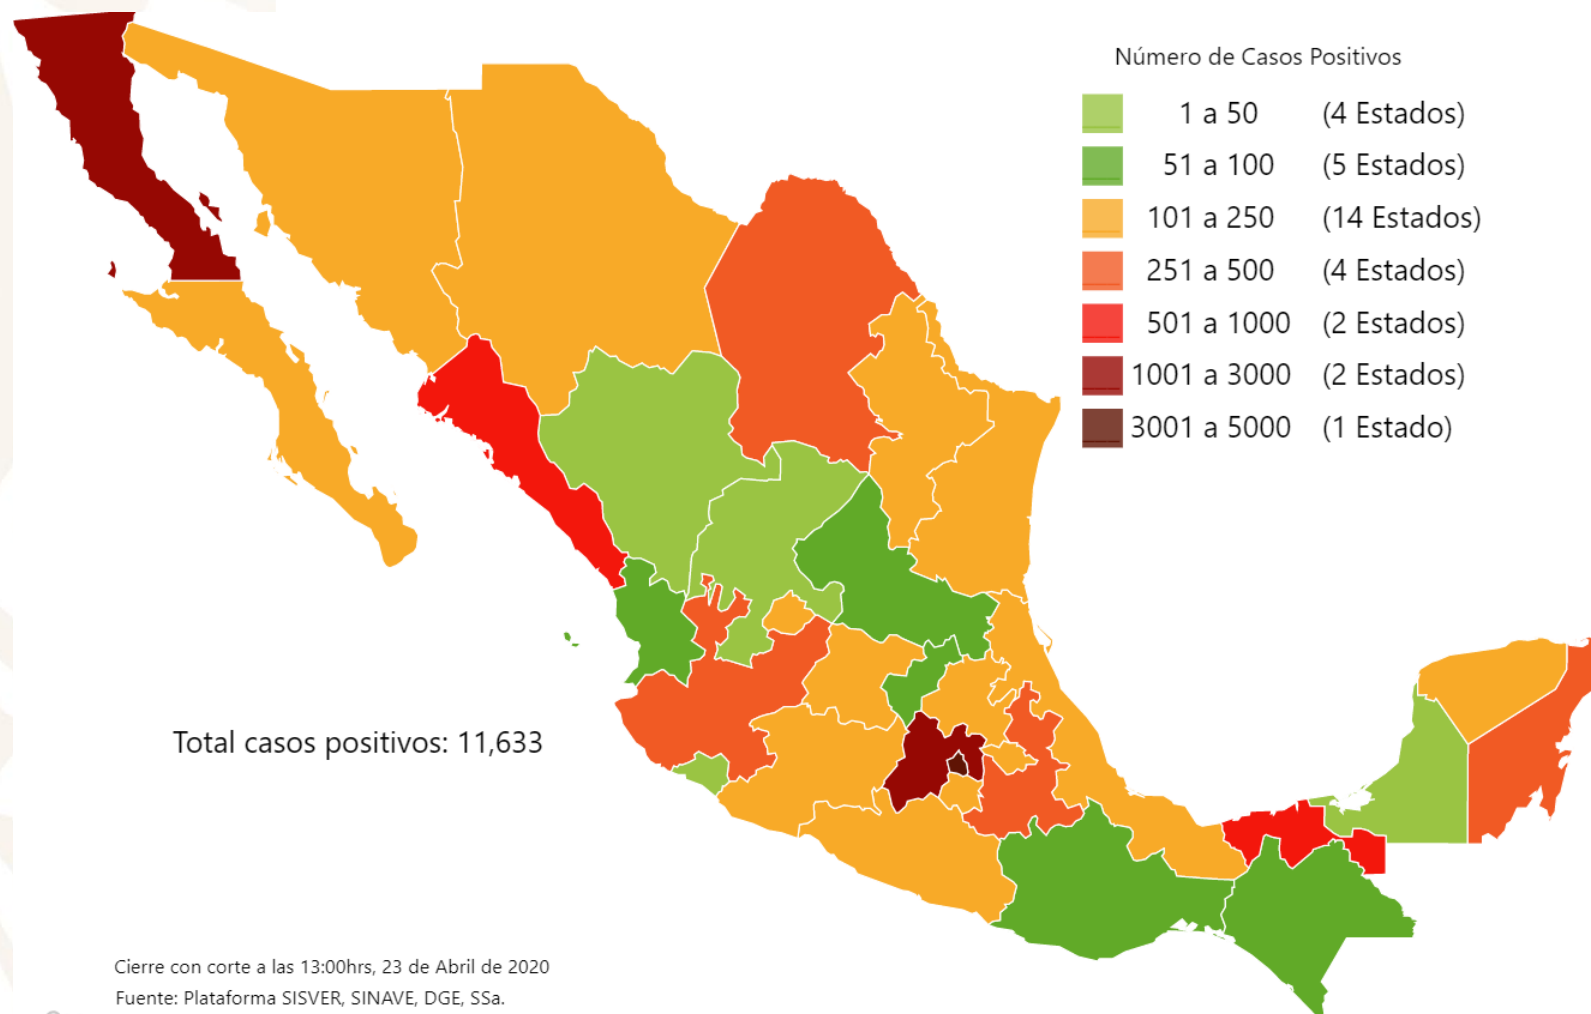 Número de Casos Positivos
1 a 50 (4 Estados)
51 a 100 (5 Estados)
101 a 250 (14 Estados)
251 a 500 (4 Estados)
501 a 1000 (2 Estados)
1001 a 3000 (2 Estados)
3001 a 5000 (1 Estado)
Total casos positivos: 11,633
Cierre con corte a las 13:00hrs, 23 de Abril de 2020
Fuente: Plataforma SISVER, SINAVE, DGE, SSa.